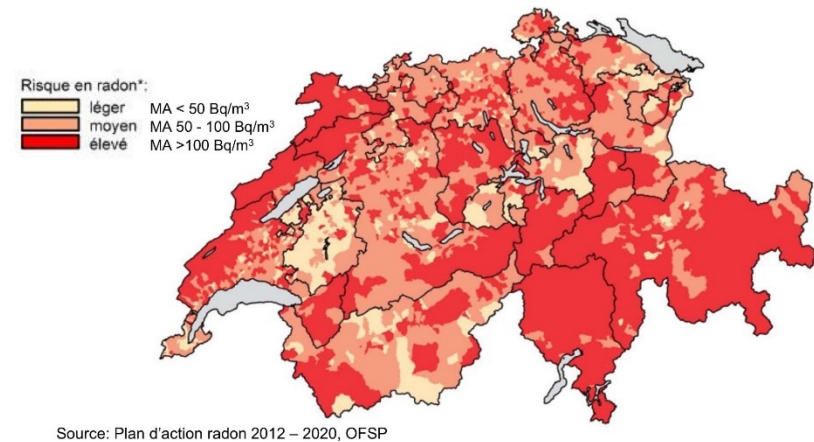 Risque en radon*:
léger MA < 50 Bq/m³
moyen MA 50 - 100 Bq/m³
élevé MA >100 Bq/m³
Source: Plan d'action radon 2012 – 2020, OFSP